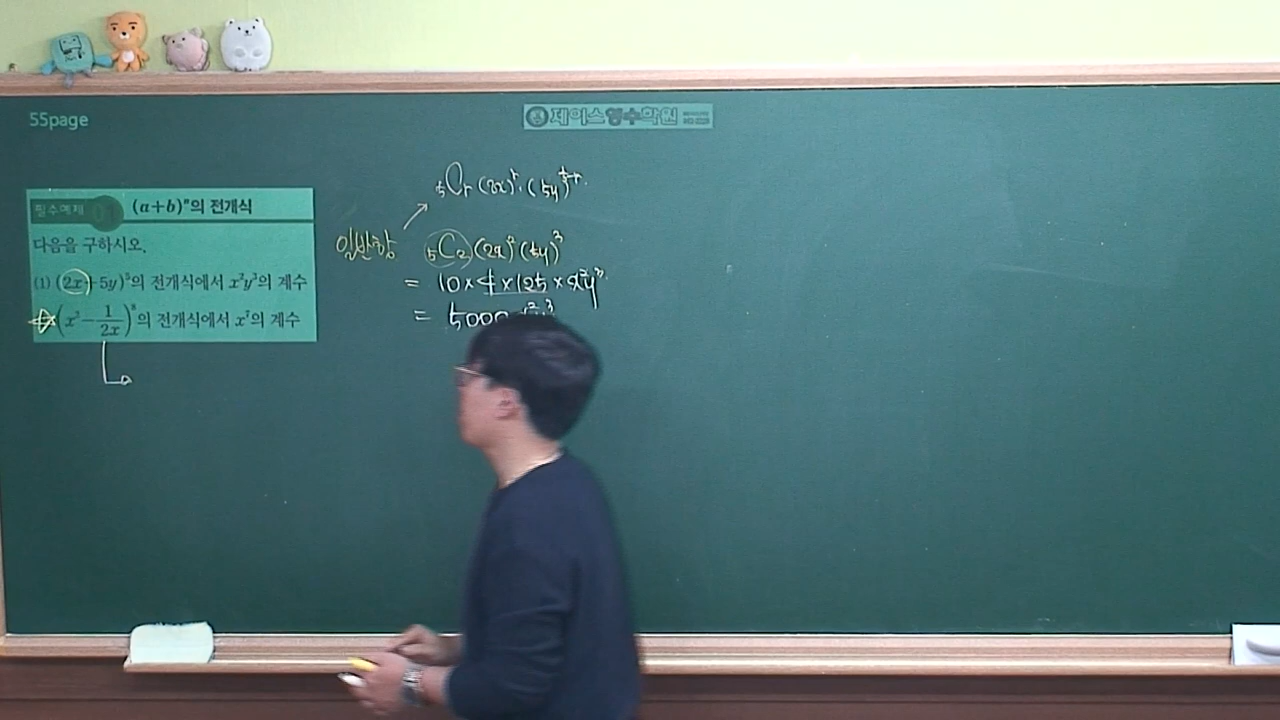 55page
제이스영수학원
필수예제 01 (a+b)ⁿ의 전개식
다음을 구하시오.
(1) (2x+5y)⁵의 전개식에서 x²y³의 계수
(x²-1/2x)⁸의 전개식에서 x⁷의 계수
₅Cᵣ (2x)ʳ·(5y)⁵⁻ʳ.
일반항 ₅C₂ (2x)²(5y)³
= 10×4×125×x²y³
= 5000